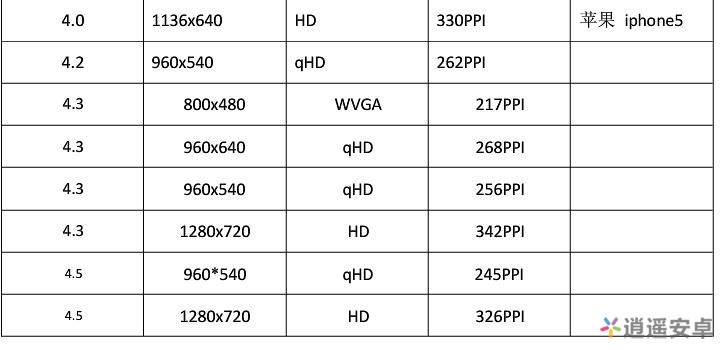 4.0 1136x640 HD 330PPI 苹果 iphone5
4.2 960x540 qHD 262PPI
4.3 800x480 WVGA 217PPI
4.3 960x640 qHD 268PPI
4.3 960x540 qHD 256PPI
4.3 1280x720 HD 342PPI
4.5 960*540 qHD 245PPI
4.5 1280x720 HD 326PPI
逍遥安卓